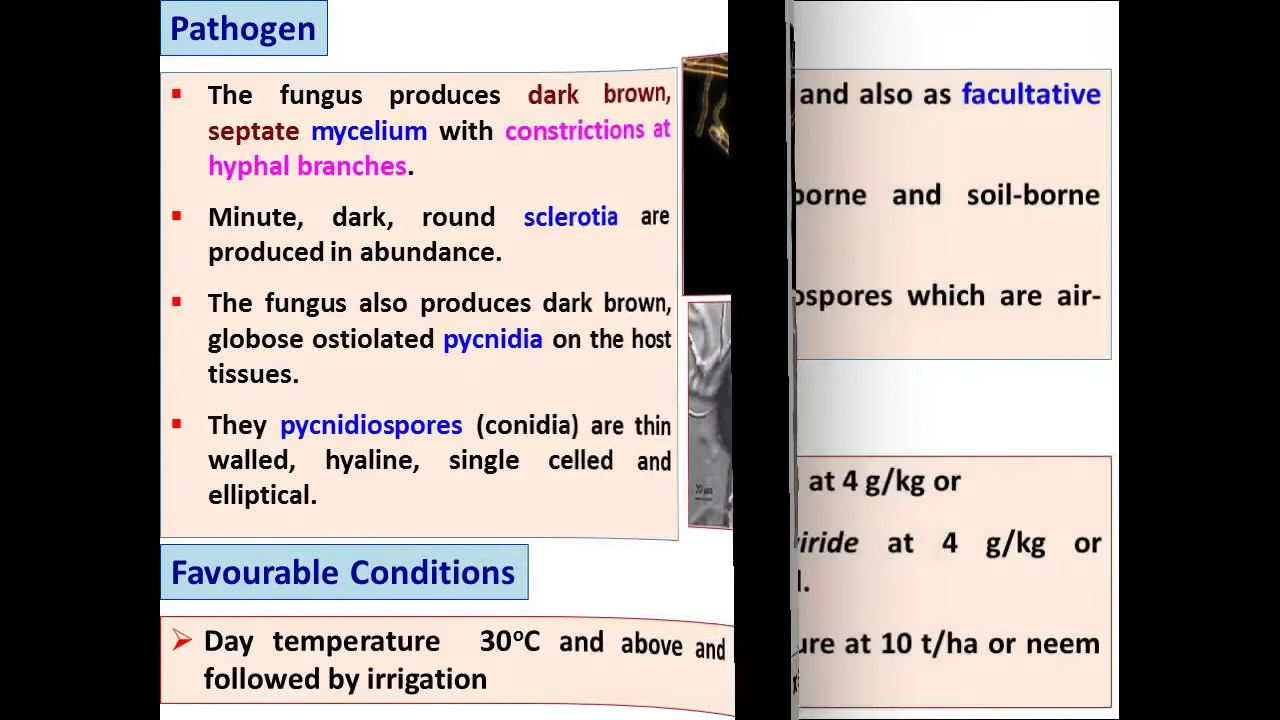 Pathogen
The fungus produces dark brown,
septate mycelium with constrictions at
hyphal branches.
Minute, dark, round sclerotia are
produced in abundance.
The fungus also produces dark brown,
globose ostiolated pycnidia on the host
tissues.
They pycnidiospores (conidia) are thin
walled, hyaline, single celled and
elliptical.
Favourable Conditions
Day temperature 30°C and above and
followed by irrigation
and also as facultative
borne and soil-borne
ospores which are air-
at 4 g/kg or
viride at 4 g/kg or
ure at 10 t/ha or neem